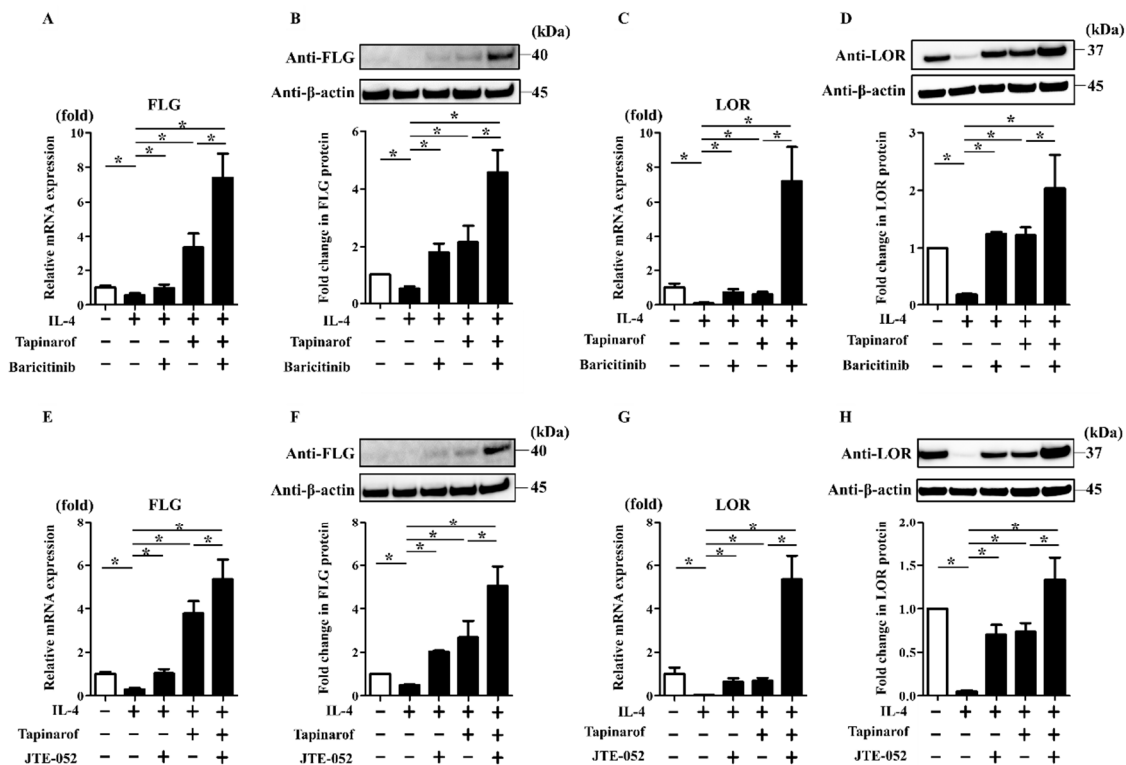 A
FLG
(fold)
Relative mRNA expression
10
8
6
4
2
0
* * * * *
IL-4 − + + + +
Tapinarof − − − + +
Baricitinib − − + − +
B
(kDa)
Anti-FLG 40
Anti-β-actin 45
Fold change in FLG protein
6
4
2
0
* * * * *
IL-4 − + + + +
Tapinarof − − − + +
Baricitinib − − + − +
C
LOR
(fold)
Relative mRNA expression
10
8
6
4
2
0
* * * * *
IL-4 − + + + +
Tapinarof − − − + +
Baricitinib − − + − +
D
(kDa)
Anti-LOR 37
Anti-β-actin 45
Fold change in LOR protein
3
2
1
0
* * * * *
IL-4 − + + + +
Tapinarof − − − + +
Baricitinib − − + − +
E
FLG
(fold)
Relative mRNA expression
8
6
4
2
0
* * * * *
IL-4 − + + + +
Tapinarof − − − + +
JTE-052 − − + − +
F
(kDa)
Anti-FLG 40
Anti-β-actin 45
Fold change in FLG protein
8
6
4
2
0
* * * * *
IL-4 − + + + +
Tapinarof − − − + +
JTE-052 − − + − +
G
LOR
(fold)
Relative mRNA expression
8
6
4
2
0
* * * * *
IL-4 − + + + +
Tapinarof − − − + +
JTE-052 − − + − +
H
(kDa)
Anti-LOR 37
Anti-β-actin 45
Fold change in LOR protein
2.0
1.5
1.0
0.5
0.0
* * * * *
IL-4 − + + + +
Tapinarof − − − + +
JTE-052 − − + − +